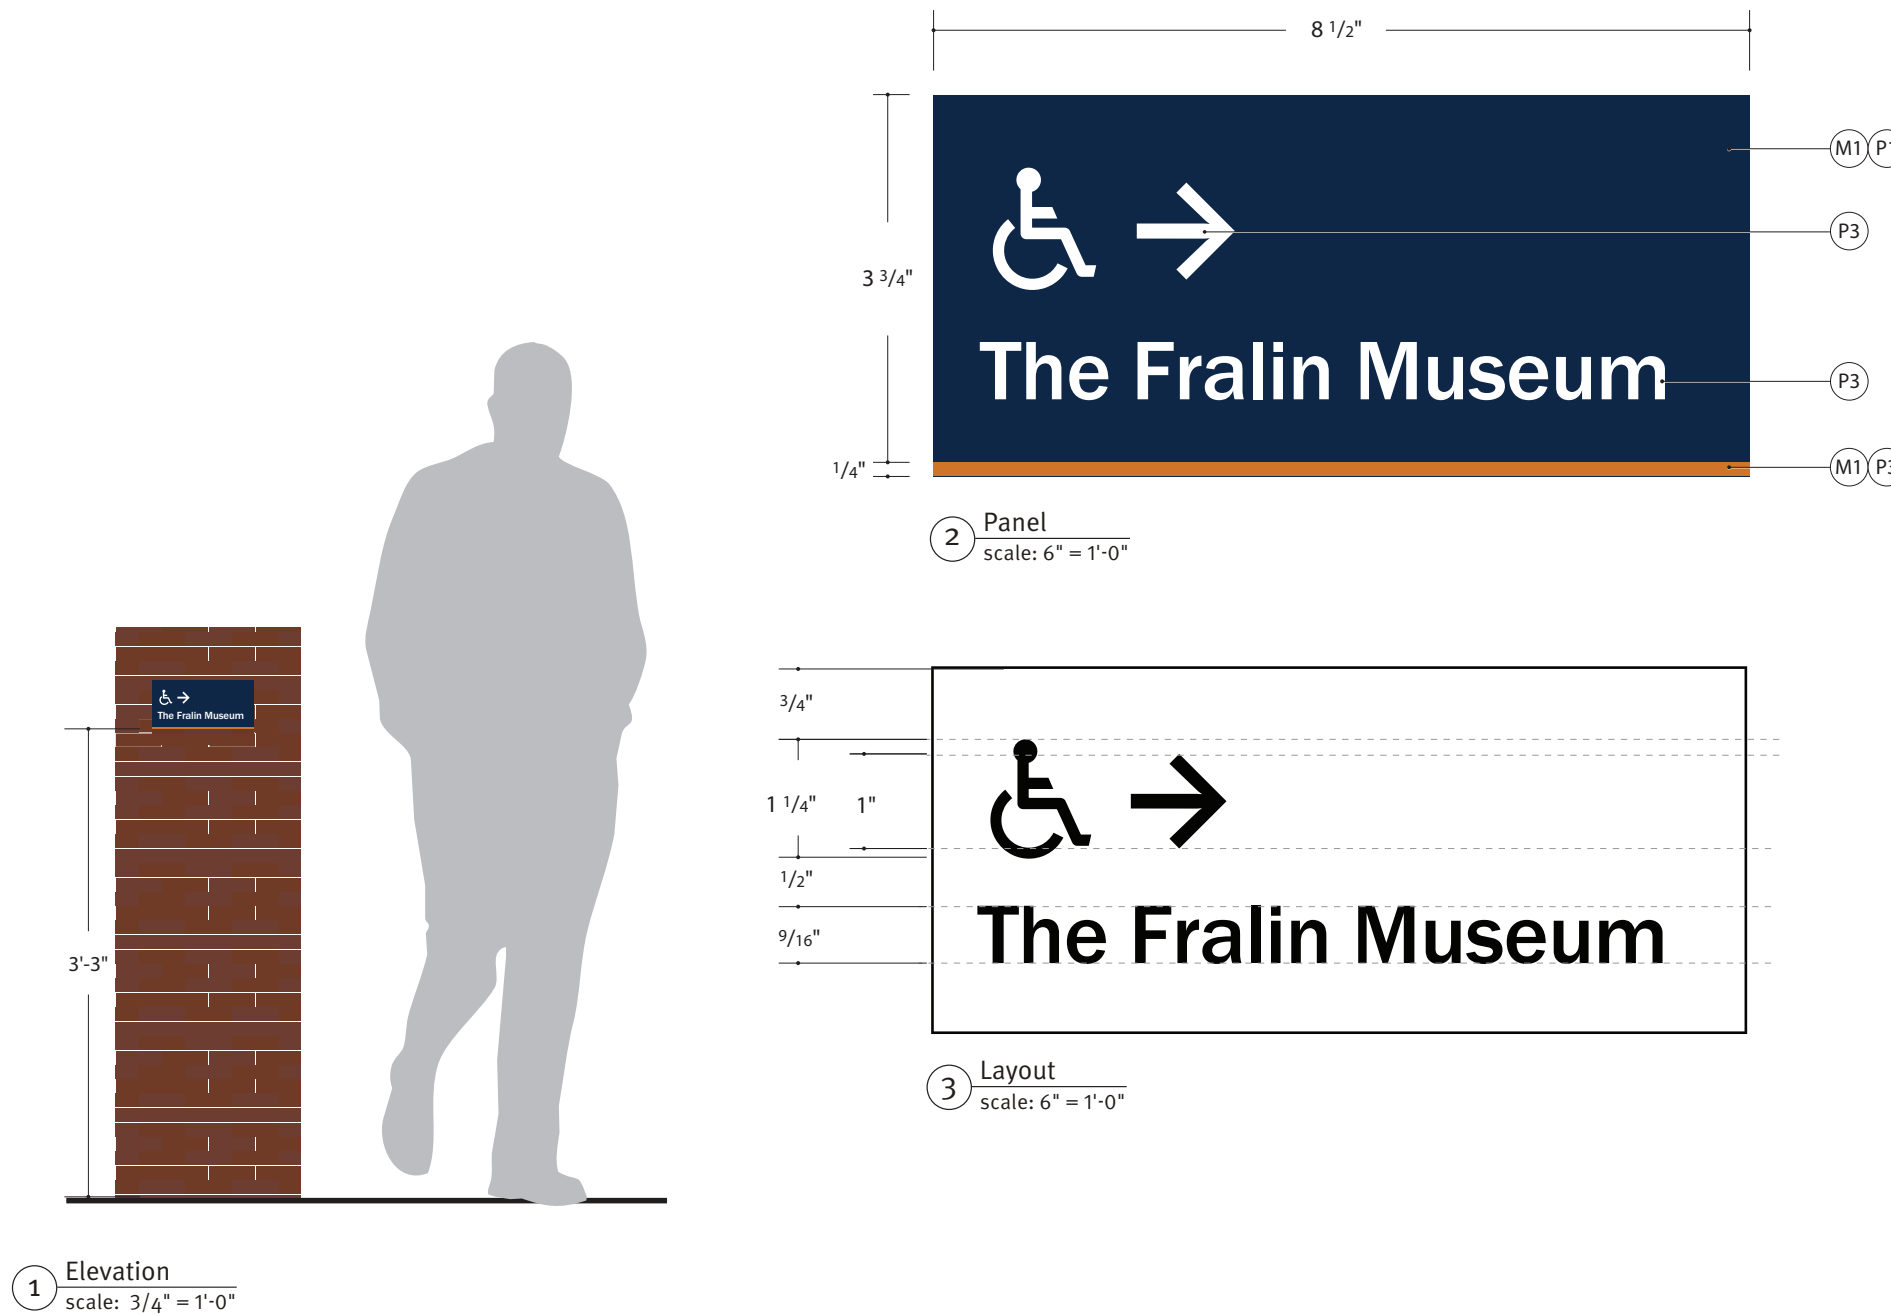 8 1/2"
M1 P1
P3
3 3/4"
The Fralin Museum
P3
1/4"
M1 P3
2 Panel
scale: 6" = 1'-0"
The Fralin Museum
3'-3"
3/4"
1 1/4" 1"
1/2"
9/16"
The Fralin Museum
3 Layout
scale: 6" = 1'-0"
1 Elevation
scale: 3/4" = 1'-0"